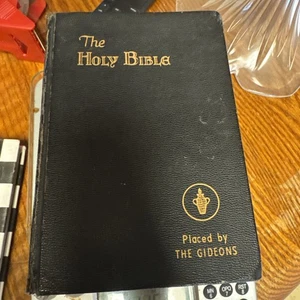 The
HOLY BIBLE
Placed by
THE GIDEONS